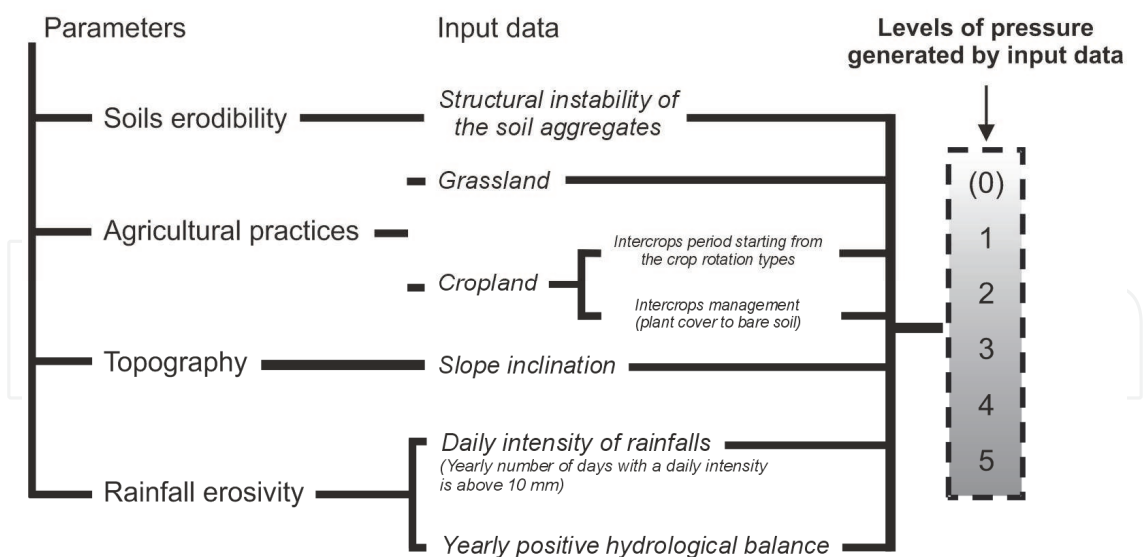 Parameters
Input data
Levels of pressure
generated by input data
Soils erodibility
Structural instability of
the soil aggregates
Agricultural practices
Grassland
Cropland
Intercrops period starting from
the crop rotation types
Intercrops management
(plant cover to bare soil)
Topography
Slope inclination
Rainfall erosivity
Daily intensity of rainfalls
(Yearly number of days with a daily intensity
is above 10 mm)
Yearly positive hydrological balance
(0)
1
2
3
4
5